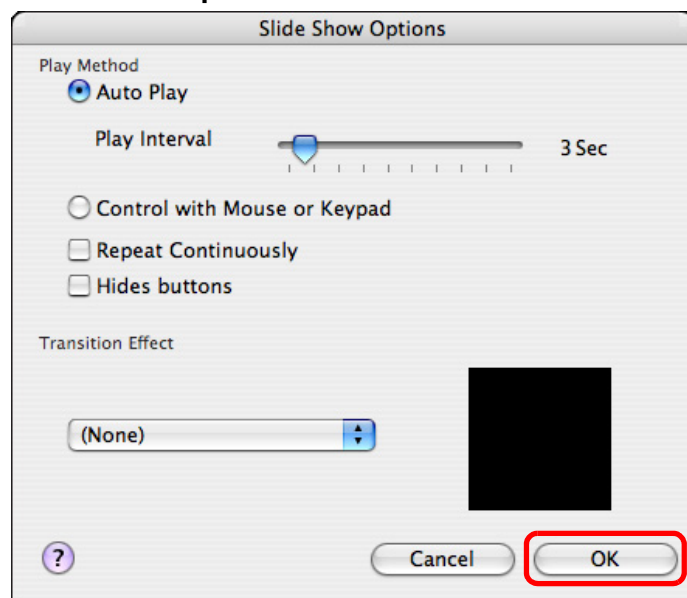 Slide Show Options
Play Method
Auto Play
Play Interval
3 Sec
Control with Mouse or Keypad
Repeat Continuously
Hides buttons
Transition Effect
(None)
?
Cancel
OK